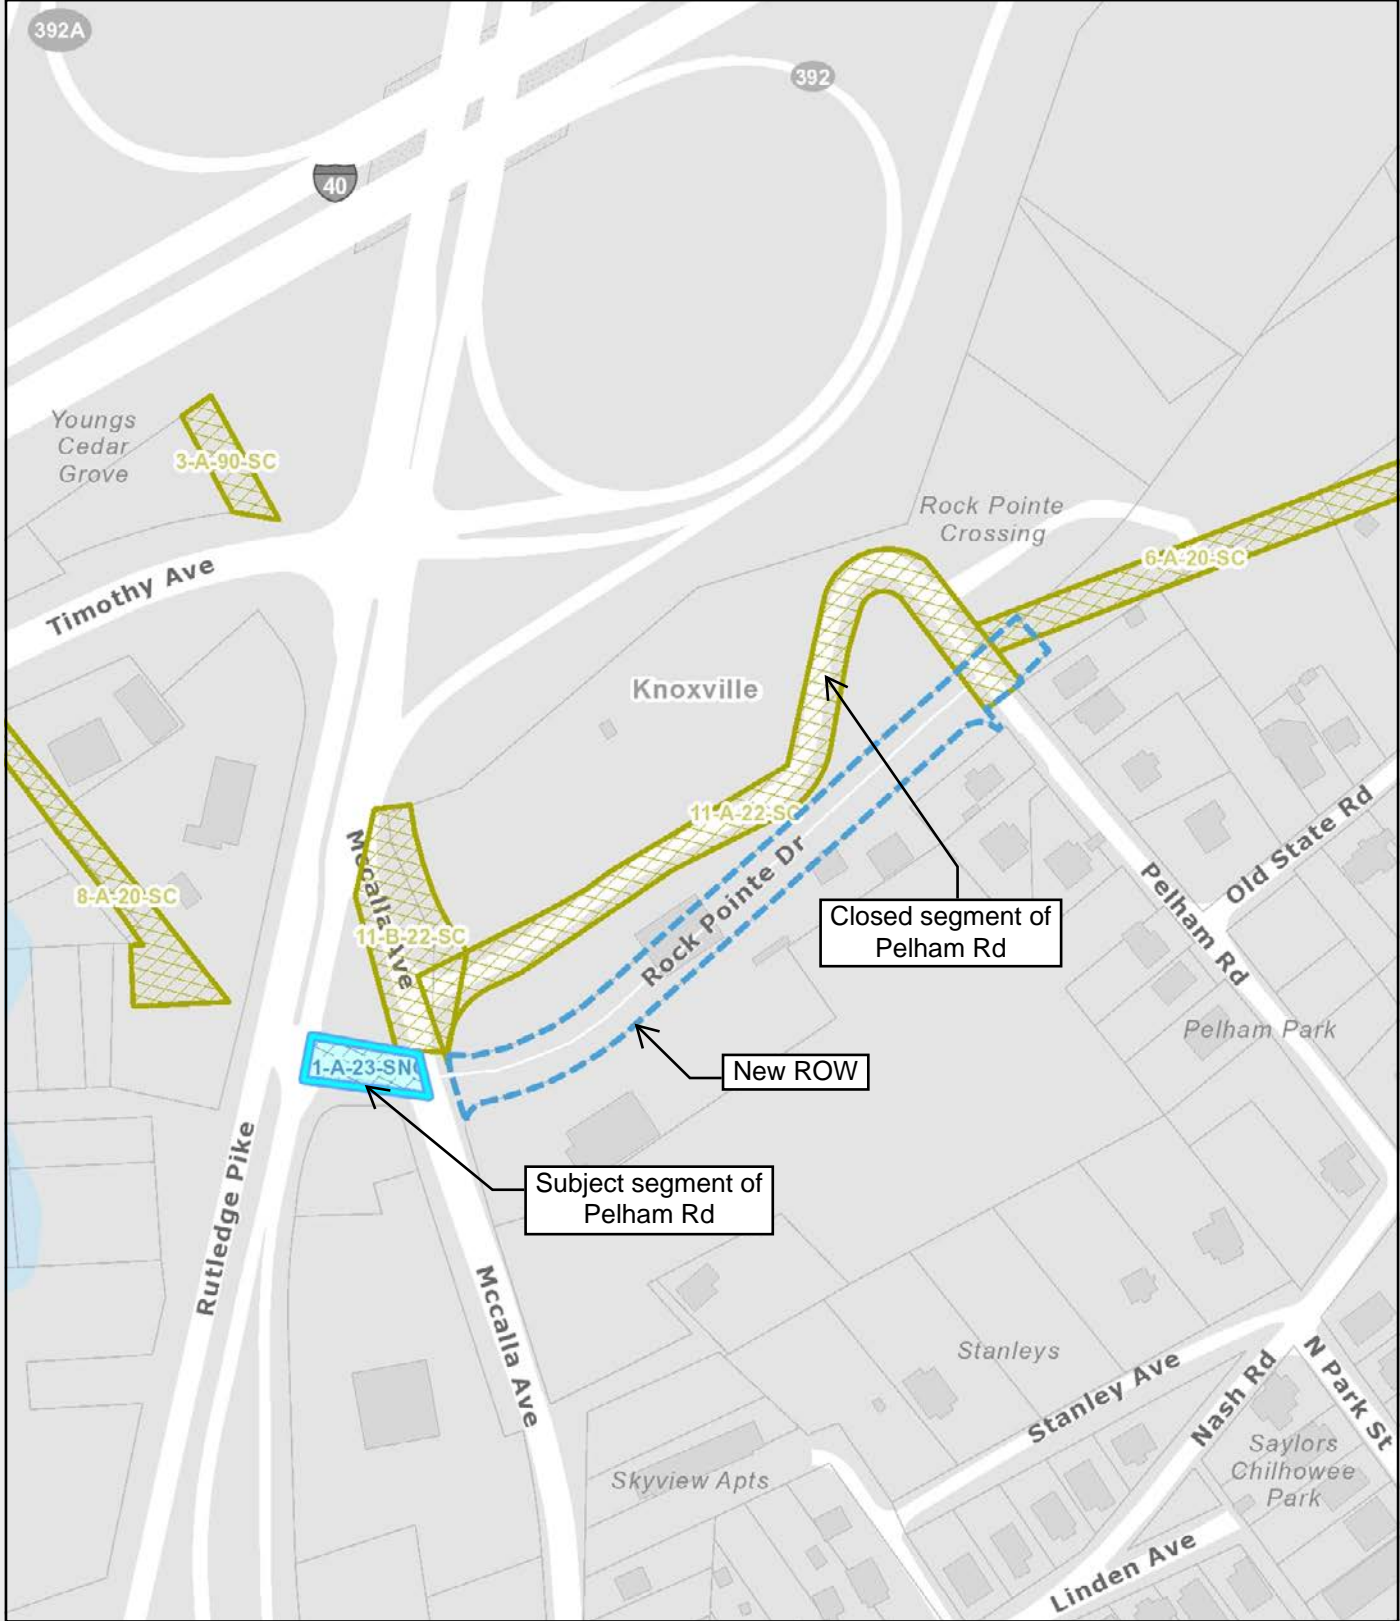 392A
392
40
Youngs
Cedar
Grove
3-A-90-SC
Rock Pointe
Crossing
6-A-20-SC
Timothy Ave
Knoxville
11-A-22-SC
Mccalla Ave
Rock Pointe Dr
Old State Rd
Pelham Rd
8-A-20-SC
11-B-22-SC
Closed segment of
Pelham Rd
Pelham Park
1-A-23-SNC
New ROW
Subject segment of
Pelham Rd
Rutledge Pike
Mccalla Ave
Stanleys
Stanley Ave
Nash Rd
N Park St
Saylors
Chilhowee
Park
Skyview Apts
Linden Ave